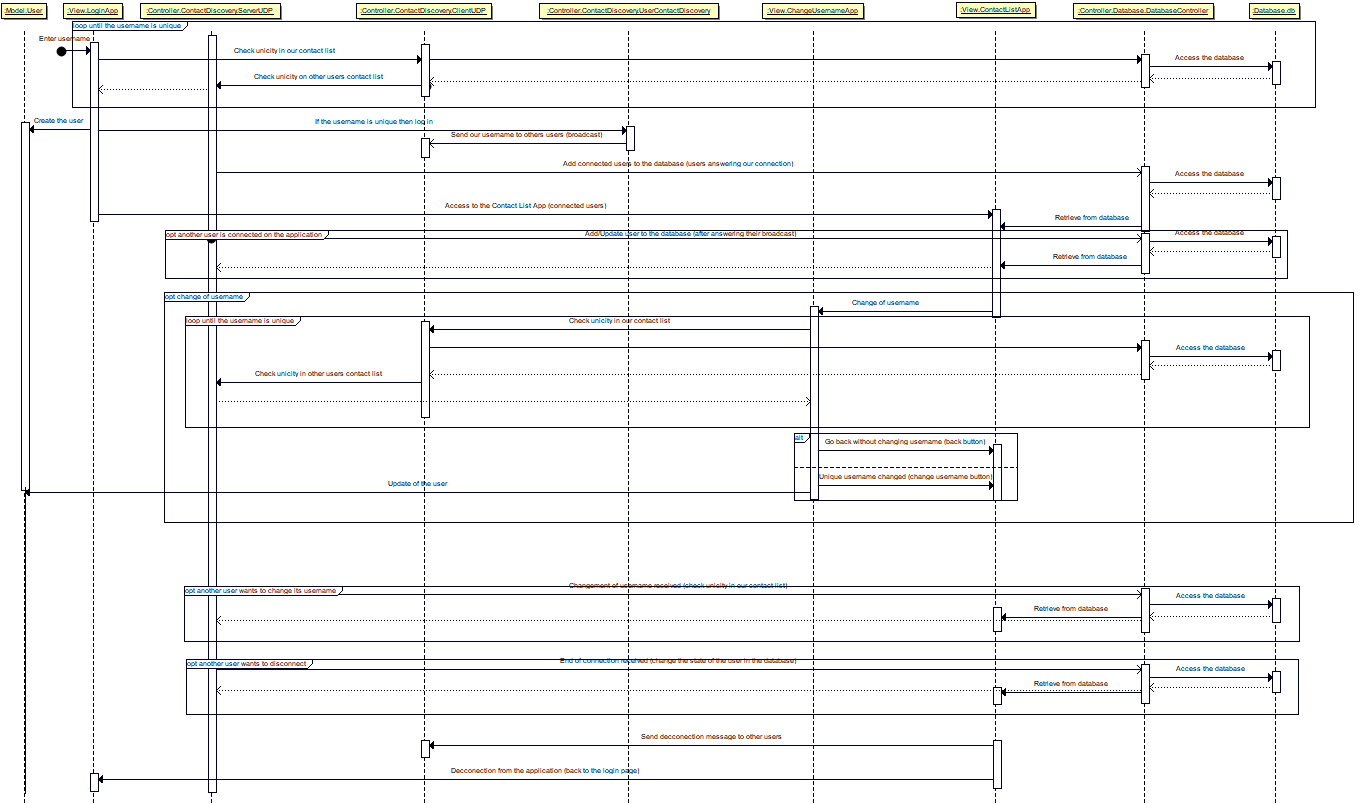 :Model.User
:View.LoginApp
:Controller.ContactDiscovery.ServerUDP
:Controller.ContactDiscovery.ClientUDP
:Controller.ContactDiscovery.UserContactDiscovery
:View.ChangeUsernameApp
:View.ContactListApp
:Controller.Database.DatabaseController
:Database.db
loop until the username is unique
Enter username
Check unicity in our contact list
Access the database
Check unicity on other users contact list
Create the user
If the username is unique then log in
Send our username to others users (broadcast)
Add connected users to the database (users answering our connection)
Access the database
Access to the Contact List App (connected users)
Retrieve from database
opt another user is connected on the application
Add/Update user to the database (after answering their broadcast)
Access the database
Retrieve from database
opt change of username
Change of username
loop until the username is unique
Check unicity in our contact list
Access the database
Check unicity in other users contact list
alt
Go back without changing username (back button)
Unique username changed (change username button)
Update of the user
opt another user wants to change its username
Changement of username received (check unicity in our contact list)
Access the database
Retrieve from database
opt another user wants to disconnect
End of connection received (change the state of the user in the database)
Access the database
Retrieve from database
Send decconection message to other users
Decconection from the application (back to the login page)